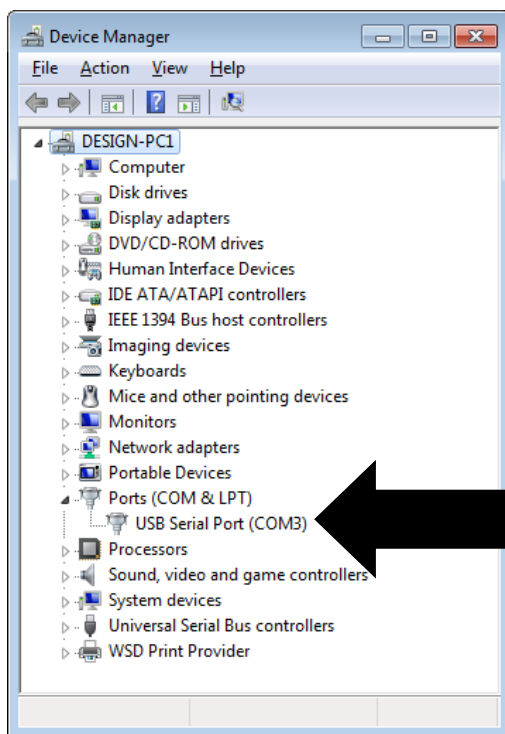 Device Manager
File Action View Help
DESIGN-PC1
Computer
Disk drives
Display adapters
DVD/CD-ROM drives
Human Interface Devices
IDE ATA/ATAPI controllers
IEEE 1394 Bus host controllers
Imaging devices
Keyboards
Mice and other pointing devices
Monitors
Network adapters
Portable Devices
Ports (COM & LPT)
USB Serial Port (COM3)
Processors
Sound, video and game controllers
System devices
Universal Serial Bus controllers
WSD Print Provider